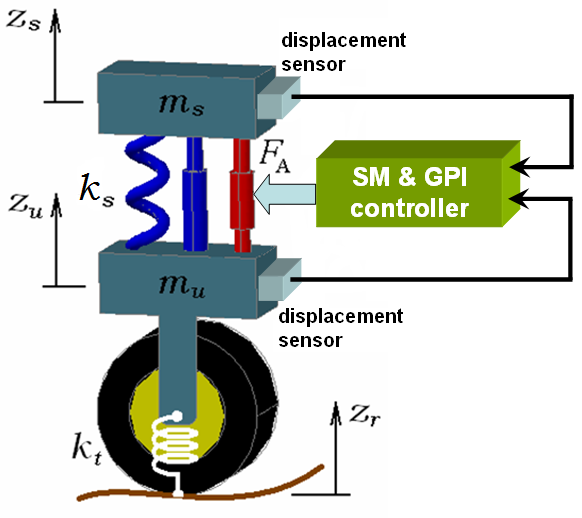 z_s
displacement
sensor
m_s
F_A
k_s
SM & GPI
controller
z_u
m_u
displacement
sensor
k_t
z_r